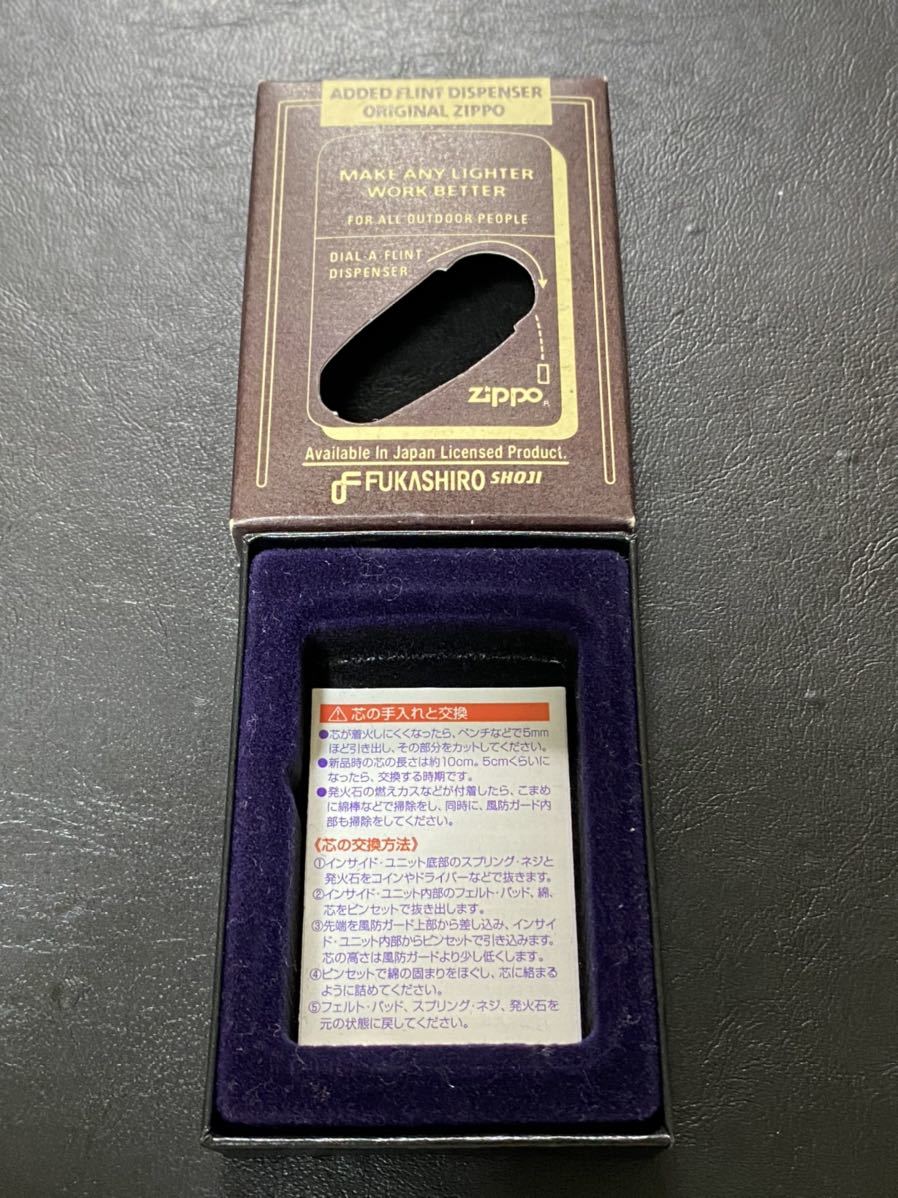 ADDED FLINT DISPENSER
ORIGINAL ZIPPO
MAKE ANY LIGHTER
WORK BETTER
FOR ALL OUTDOOR PEOPLE
DIAL-A-FLINT
DISPENSER
zippo
Available In Japan Licensed Product.
FUKASHIRO SHOJI
芯の手入れと交換
●芯が着火しにくくなったら、ペンチなどで5mm
ほど引き出し、その部分をカットしてください。
●新品時の芯の長さは約10cm。5cmくらいに
なったら、交換する時期です。
●発火石の燃えカスなどが付着したら、こまめ
に綿棒などで掃除をし、同時に、風防ガード内
部も掃除をしてください。
《芯の交換方法》
①インサイド・ユニット底部のスプリング・ネジと
発火石をコインやドライバーなどで抜きます。
②インサイド・ユニット内部のフェルト・パッド、綿、
芯をピンセットで抜き出します。
③先端を風防ガード上部から差し込み、インサイ
ド・ユニット内部からピンセットで引き込みます。
芯の高さは風防ガードより少し低くします。
④ピンセットで綿の固まりをほぐし、芯に絡まる
ように詰めてください。
⑤フェルト・パッド、スプリング・ネジ、発火石を
元の状態に戻してください。